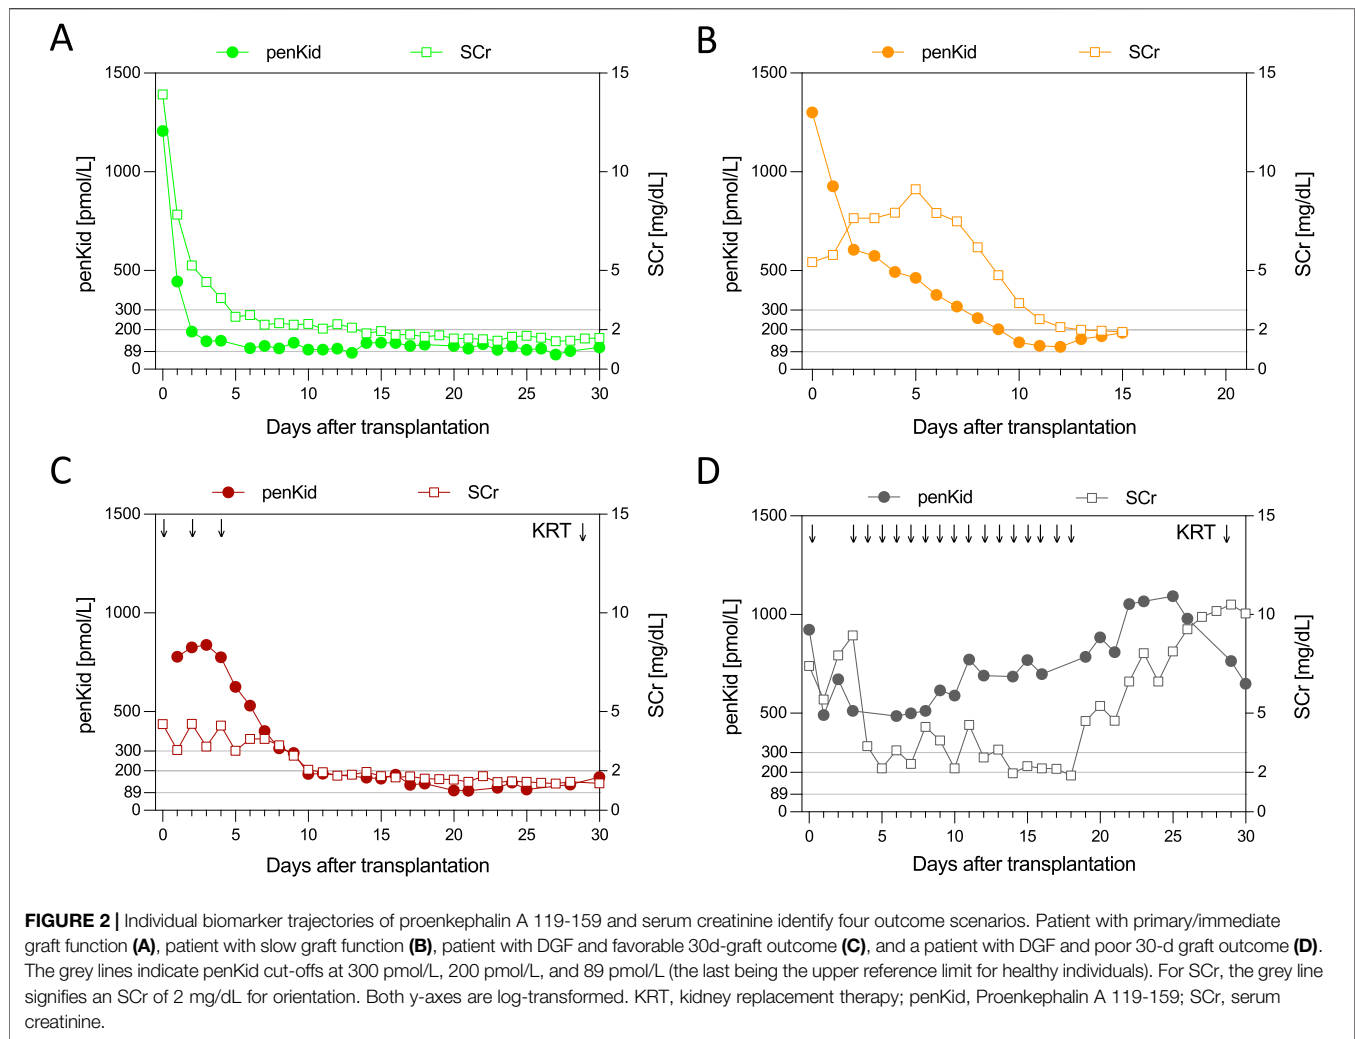 A
penKid
SCr
1500
1000
500
300
200
89
0
15
10
5
2
0
penKid [pmol/L]
SCr [mg/dL]
0 5 10 15 20 25 30
Days after transplantation
B
penKid
SCr
1500
1000
500
300
200
89
0
15
10
5
2
0
penKid [pmol/L]
SCr [mg/dL]
0 5 10 15 20
Days after transplantation
C
penKid
SCr
KRT
1500
1000
500
300
200
89
0
15
10
5
2
0
penKid [pmol/L]
SCr [mg/dL]
0 5 10 15 20 25 30
Days after transplantation
D
penKid
SCr
KRT
1500
1000
500
300
200
89
0
15
10
5
2
0
penKid [pmol/L]
SCr [mg/dL]
0 5 10 15 20 25 30
Days after transplantation
FIGURE 2 | Individual biomarker trajectories of proenkephalin A 119-159 and serum creatinine identify four outcome scenarios. Patient with primary/immediate
graft function (A), patient with slow graft function (B), patient with DGF and favorable 30d-graft outcome (C), and a patient with DGF and poor 30-d graft outcome (D).
The grey lines indicate penKid cut-offs at 300 pmol/L, 200 pmol/L, and 89 pmol/L (the last being the upper reference limit for healthy individuals). For SCr, the grey line
signifies an SCr of 2 mg/dL for orientation. Both y-axes are log-transformed. KRT, kidney replacement therapy; penKid, Proenkephalin A 119-159; SCr, serum
creatinine.